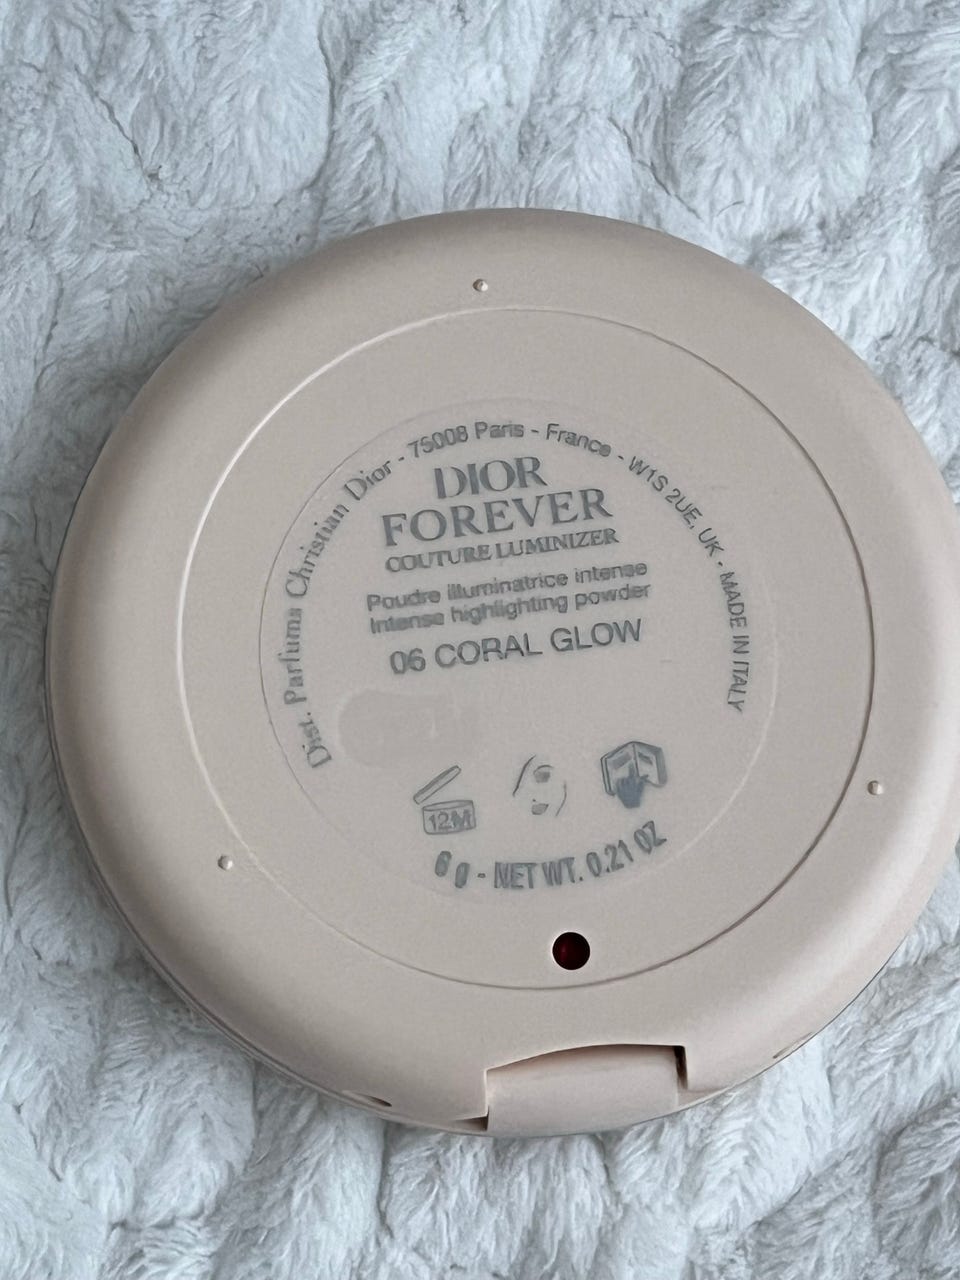 Dist. Parfums Christian Dior - 75008 Paris - France - W1S 2UE, UK - MADE IN ITALY
DIOR
FOREVER
COUTURE LUMINIZER
Poudre illuminatrice intense
Intense highlighting powder
06 CORAL GLOW
12M
6 g - NET WT. 0.21 OZ